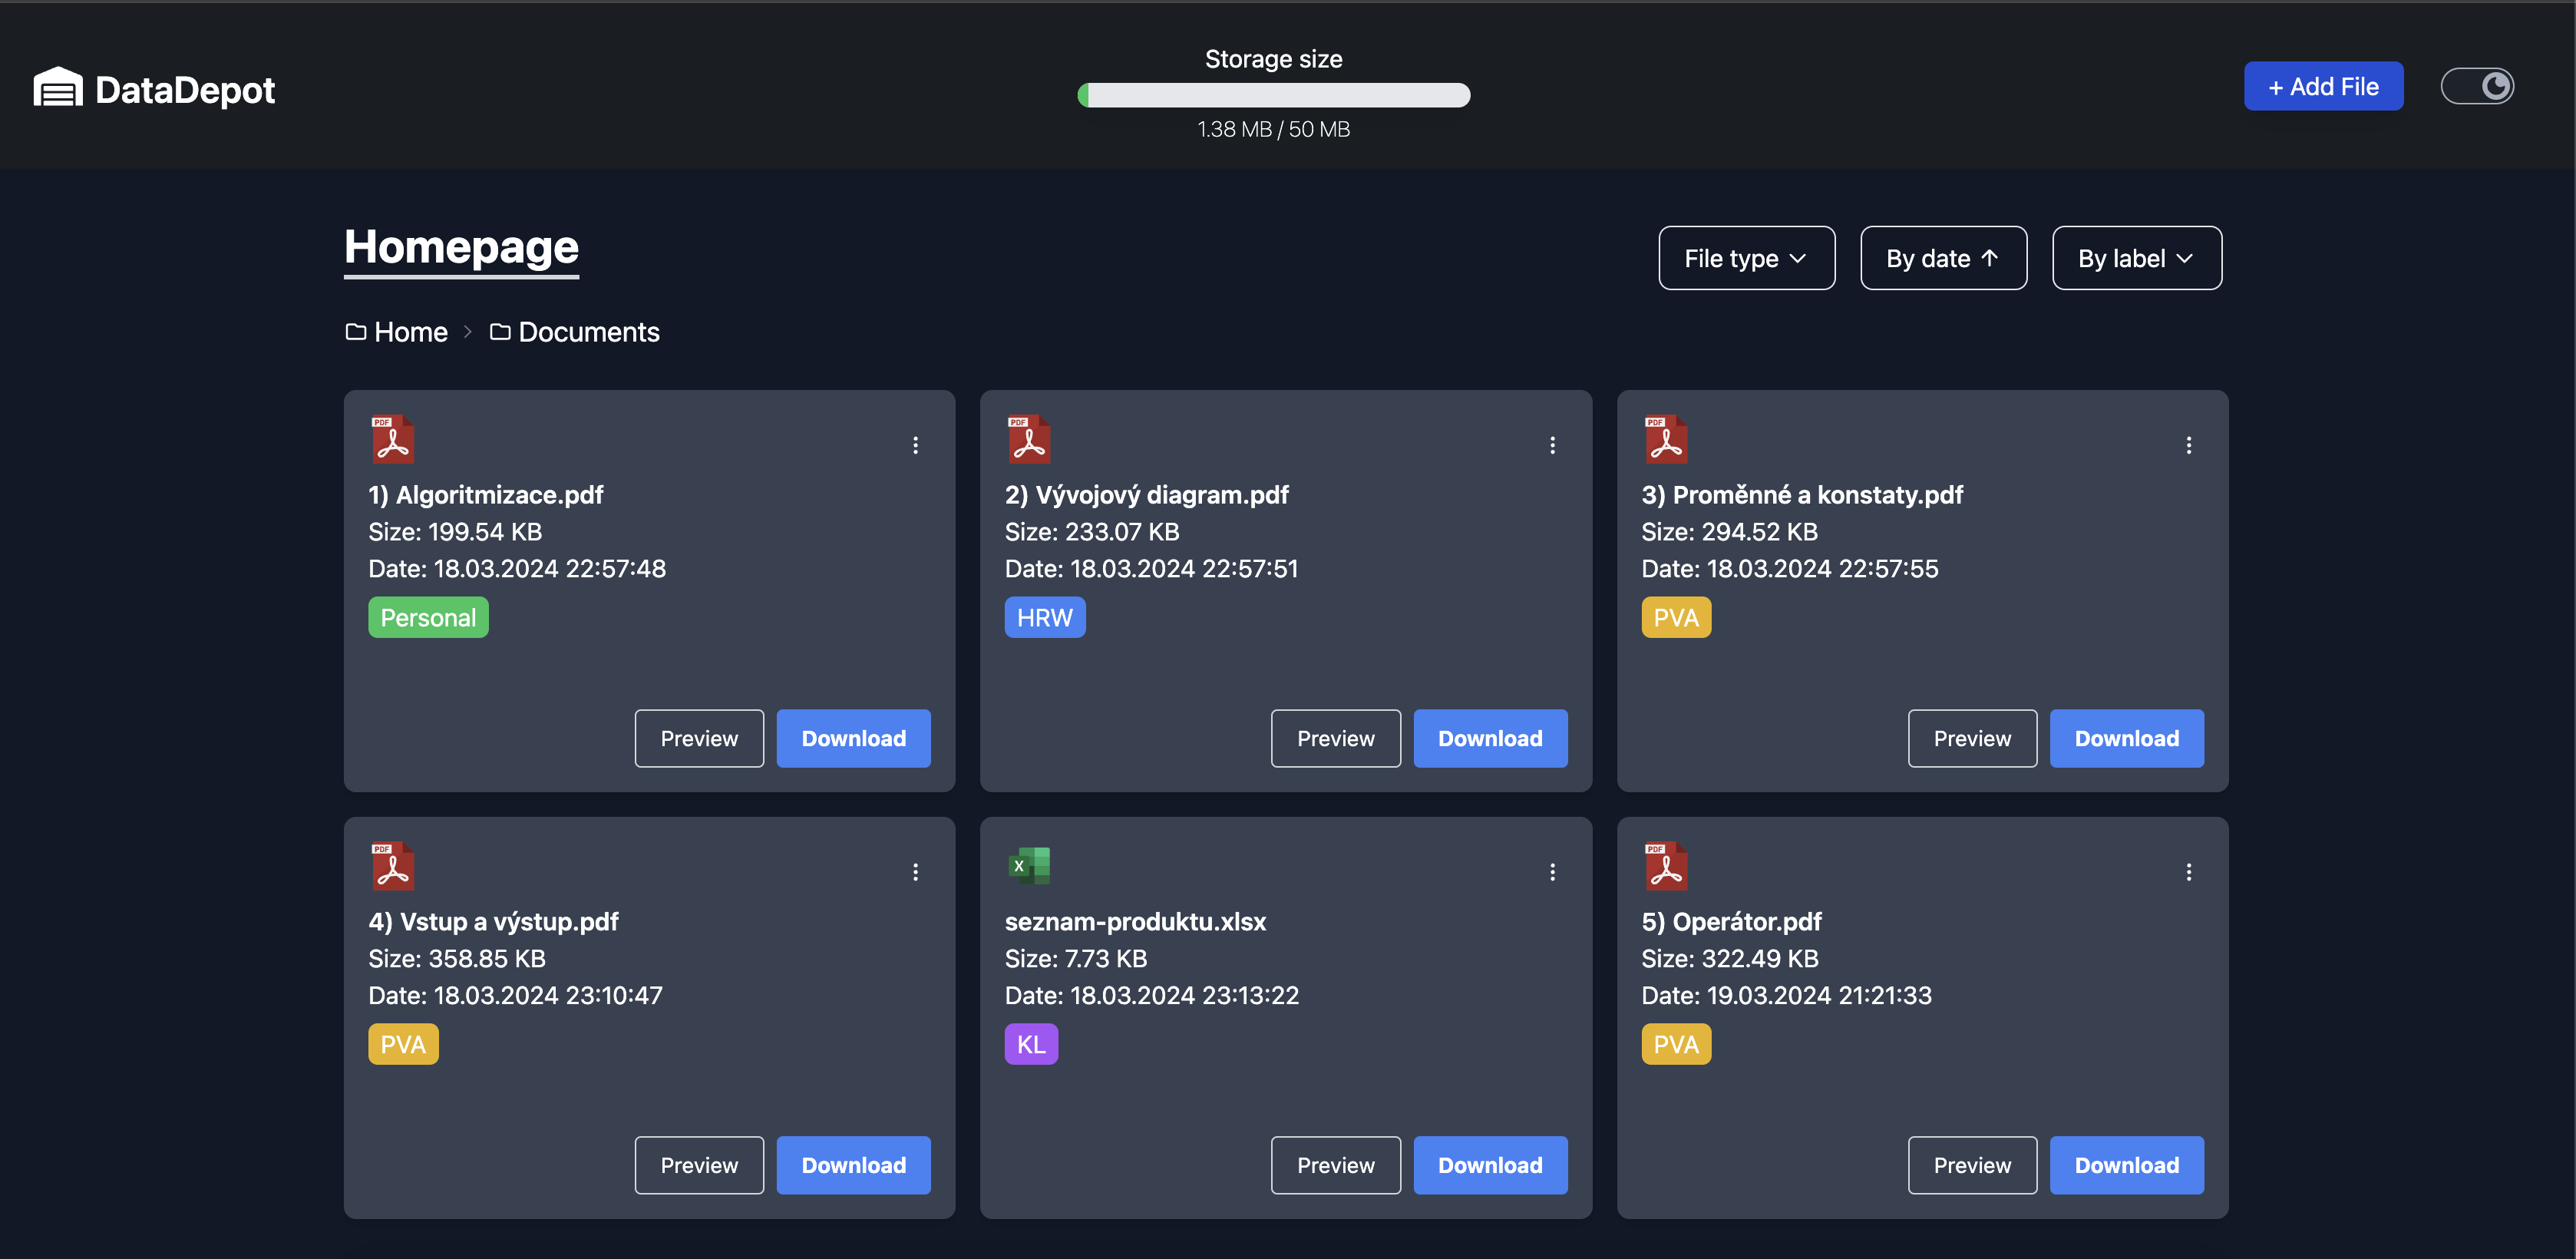 DataDepot
Storage size
1.38 MB / 50 MB
+ Add File
Homepage
File type
By date
By label
Home
Documents
PDF
1) Algoritmizace.pdf
Size: 199.54 KB
Date: 18.03.2024 22:57:48
Personal
Preview
Download
PDF
2) Vývojový diagram.pdf
Size: 233.07 KB
Date: 18.03.2024 22:57:51
HRW
Preview
Download
PDF
3) Proměnné a konstaty.pdf
Size: 294.52 KB
Date: 18.03.2024 22:57:55
PVA
Preview
Download
PDF
4) Vstup a výstup.pdf
Size: 358.85 KB
Date: 18.03.2024 23:10:47
PVA
Preview
Download
X
seznam-produktu.xlsx
Size: 7.73 KB
Date: 18.03.2024 23:13:22
KL
Preview
Download
PDF
5) Operátor.pdf
Size: 322.49 KB
Date: 19.03.2024 21:21:33
PVA
Preview
Download